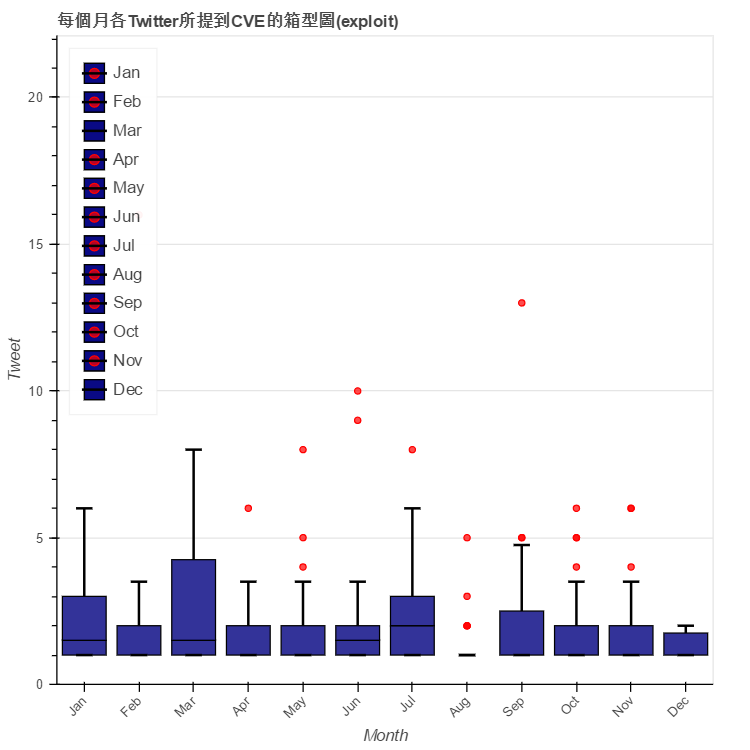 每個月各Twitter所提到CVE的箱型圖(exploit)
Jan
Feb
Mar
Apr
May
Jun
Jul
Aug
Sep
Oct
Nov
Dec
20
15
10
5
0
Tweet
Jan Feb Mar Apr May Jun Jul Aug Sep Oct Nov Dec
Month